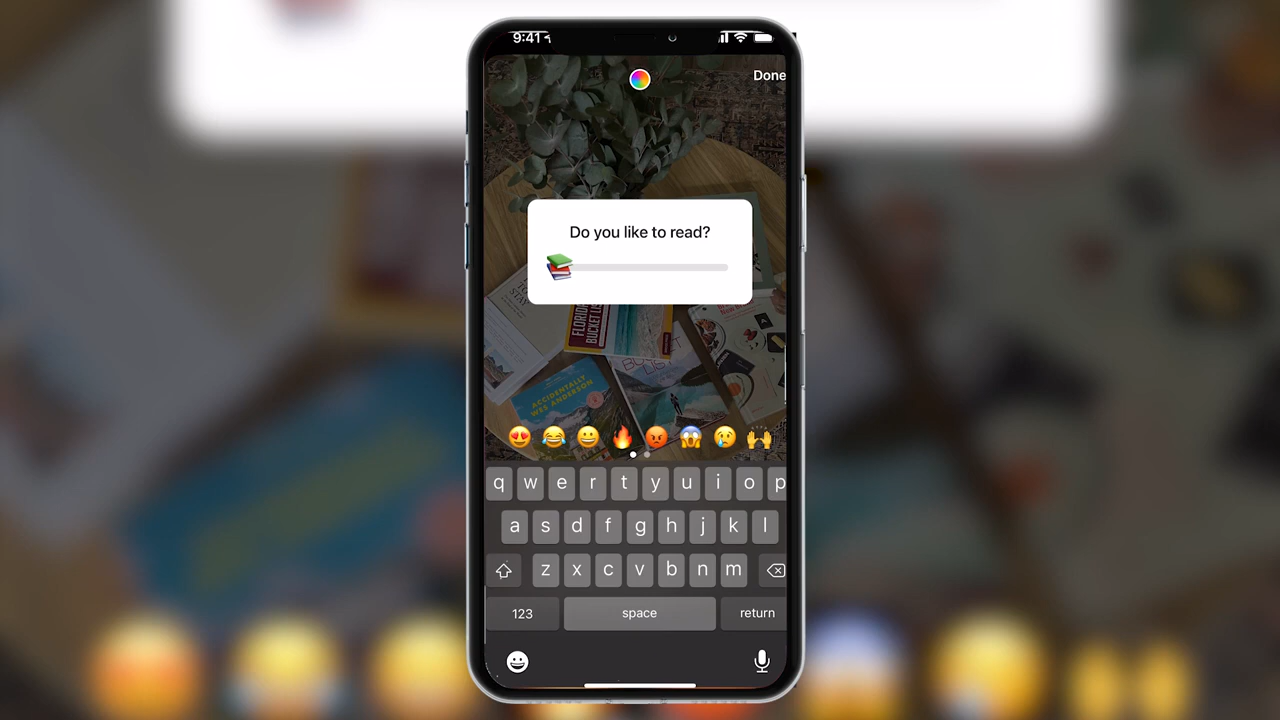 9:41
Done
Do you like to read?
FLORIDA
BUCKET LIST
ACCIDENTALLY
WES ANDERSON
q w e r t y u i o p
a s d f g h j k l
z x c v b n m
123 space return